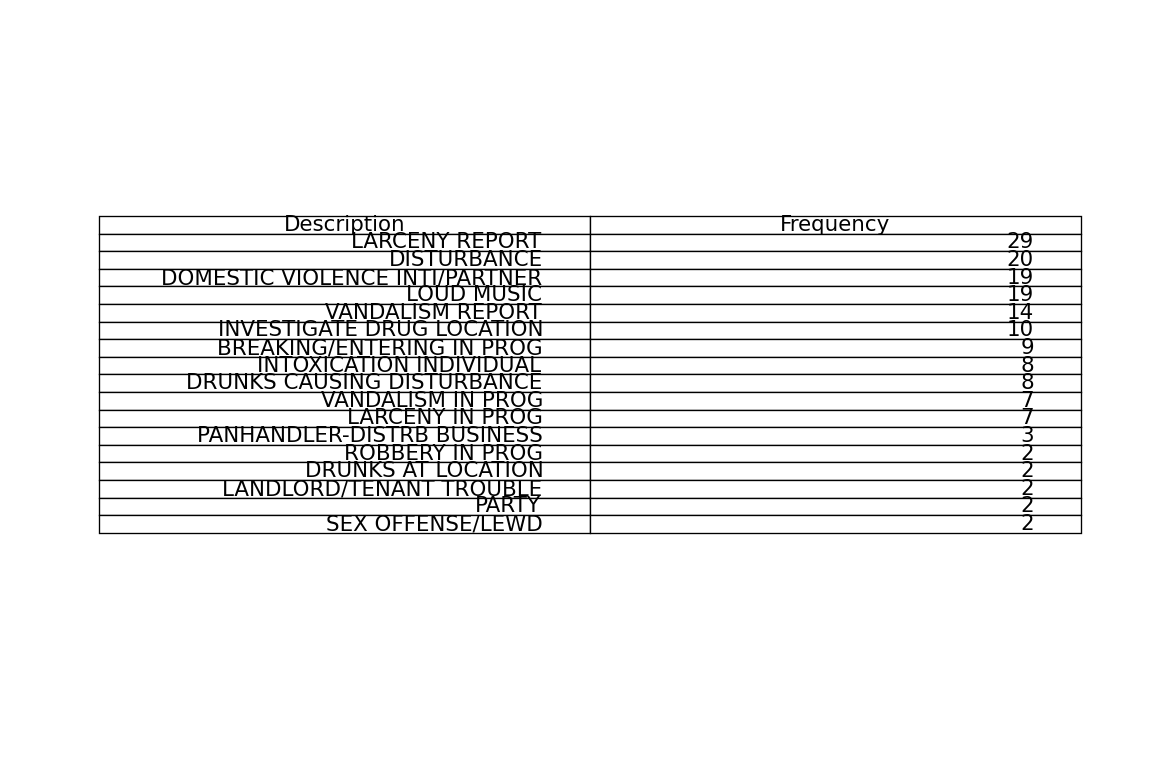 Description Frequency
LARCENY REPORT 29
DISTURBANCE 20
DOMESTIC VIOLENCE INTI/PARTNER 19
LOUD MUSIC 19
VANDALISM REPORT 14
INVESTIGATE DRUG LOCATION 10
BREAKING/ENTERING IN PROG 9
INTOXICATION INDIVIDUAL 8
DRUNKS CAUSING DISTURBANCE 8
VANDALISM IN PROG 7
LARCENY IN PROG 7
PANHANDLER-DISTRB BUSINESS 3
ROBBERY IN PROG 2
DRUNKS AT LOCATION 2
LANDLORD/TENANT TROUBLE 2
PARTY 2
SEX OFFENSE/LEWD 2